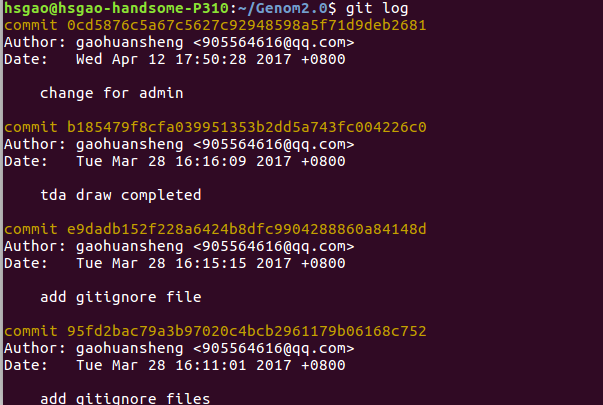 hsgao@hsgao-handsome-P310:~/Genom2.0$ git log
commit 0cd5876c5a67c5627c92948598a5f71d9deb2681
Author: gaohuansheng <905564616@qq.com>
Date:   Wed Apr 12 17:50:28 2017 +0800
    change for admin
commit b185479f8cfa039951353b2dd5a743fc004226c0
Author: gaohuansheng <905564616@qq.com>
Date:   Tue Mar 28 16:16:09 2017 +0800
    tda draw completed
commit e9dadb152f228a6424b8dfc9904288860a84148d
Author: gaohuansheng <905564616@qq.com>
Date:   Tue Mar 28 16:15:15 2017 +0800
    add gitignore file
commit 95fd2bac79a3b97020c4bcb2961179b06168c752
Author: gaohuansheng <905564616@qq.com>
Date:   Tue Mar 28 16:11:01 2017 +0800
    add gitignore files